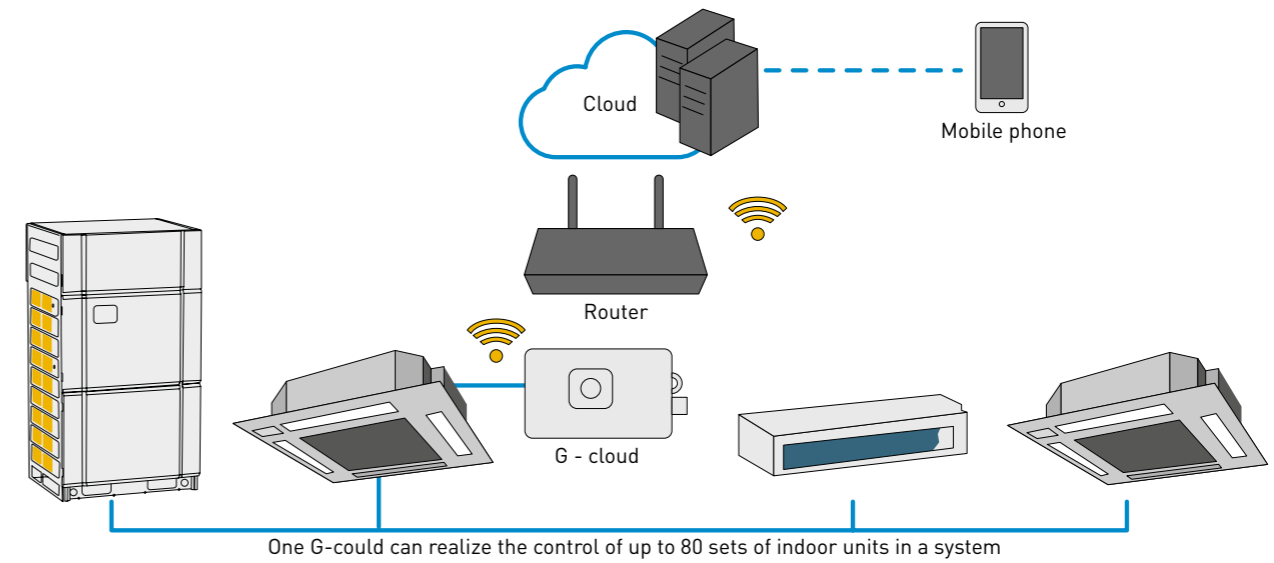 Cloud
Mobile phone
Router
G - cloud
One G-could can realize the control of up to 80 sets of indoor units in a system